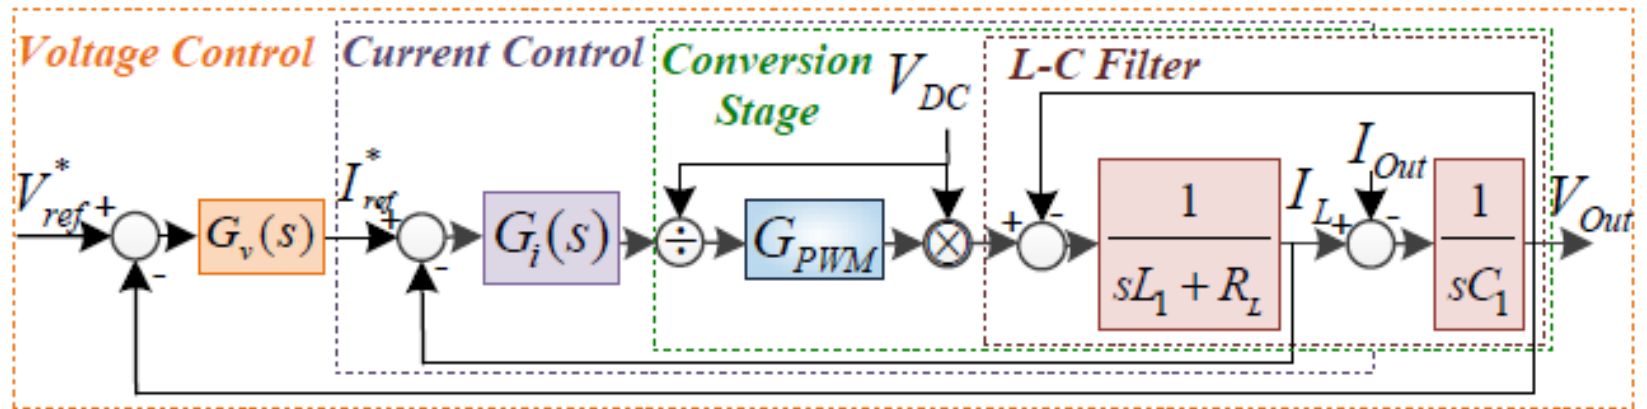 Voltage Control
Current Control
Conversion
Stage
L-C Filter
V_DC
V*_ref
+
-
G_v(s)
I*_ref
+
-
G_i(s)
÷
G_PWM
×
+
-
1
sL_1 + R_L
I_L
+
I_Out
-
1
sC_1
V_Out